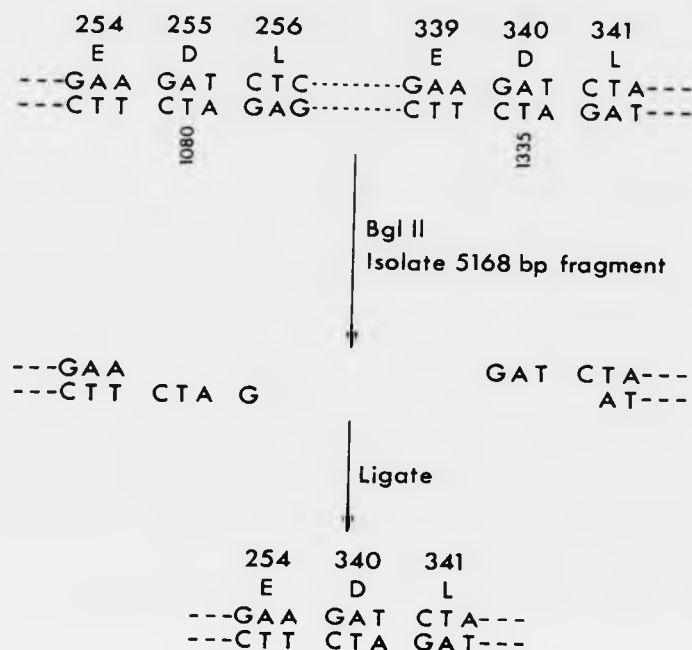 254 255 256 339 340 341
E D L E D L
---GAA GAT CTC········GAA GAT CTA---
---CTT CTA GAG········CTT CTA GAT---
1080 1335
Bgl II
Isolate 5168 bp fragment
---GAA GAT CTA---
---CTT CTA G AT---
Ligate
254 340 341
E D L
---GAA GAT CTA---
---CTT CTA GAT---